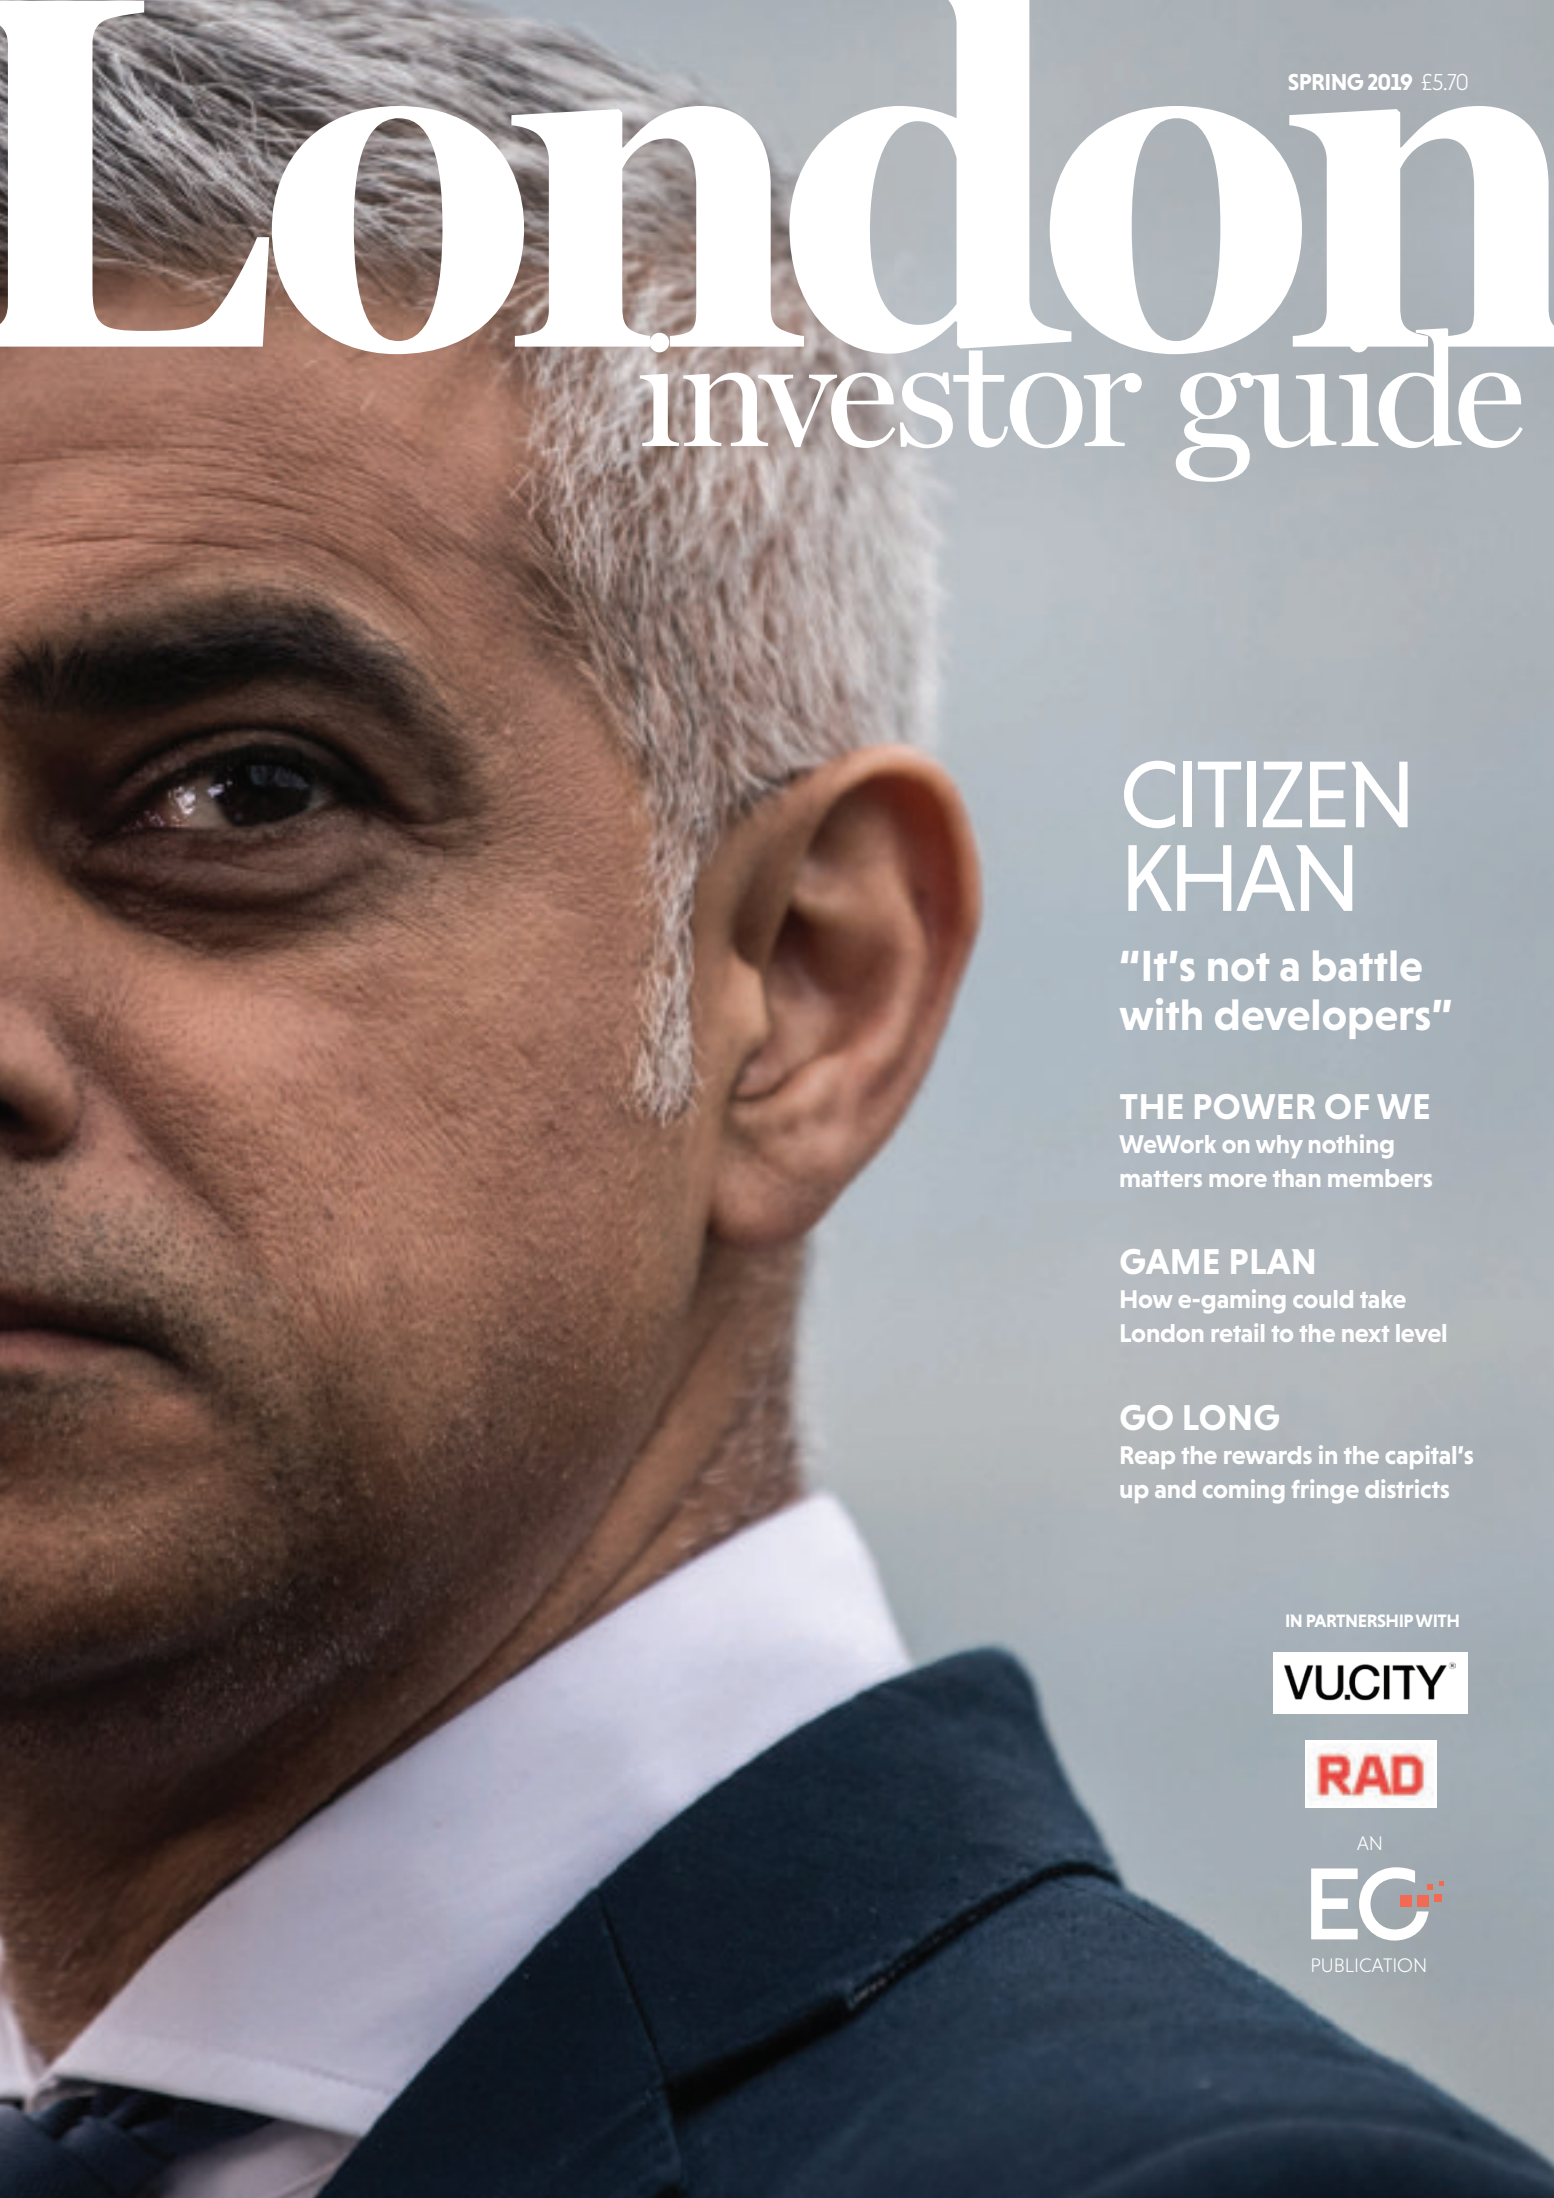 SPRING 2019 £5.70
London
investor guide
CITIZEN
KHAN
“It’s not a battle
with developers”
THE POWER OF WE
WeWork on why nothing
matters more than members
GAME PLAN
How e-gaming could take
London retail to the next level
GO LONG
Reap the rewards in the capital’s
up and coming fringe districts
IN PARTNERSHIP WITH
VU.CITY®
RAD
AN
EG
PUBLICATION